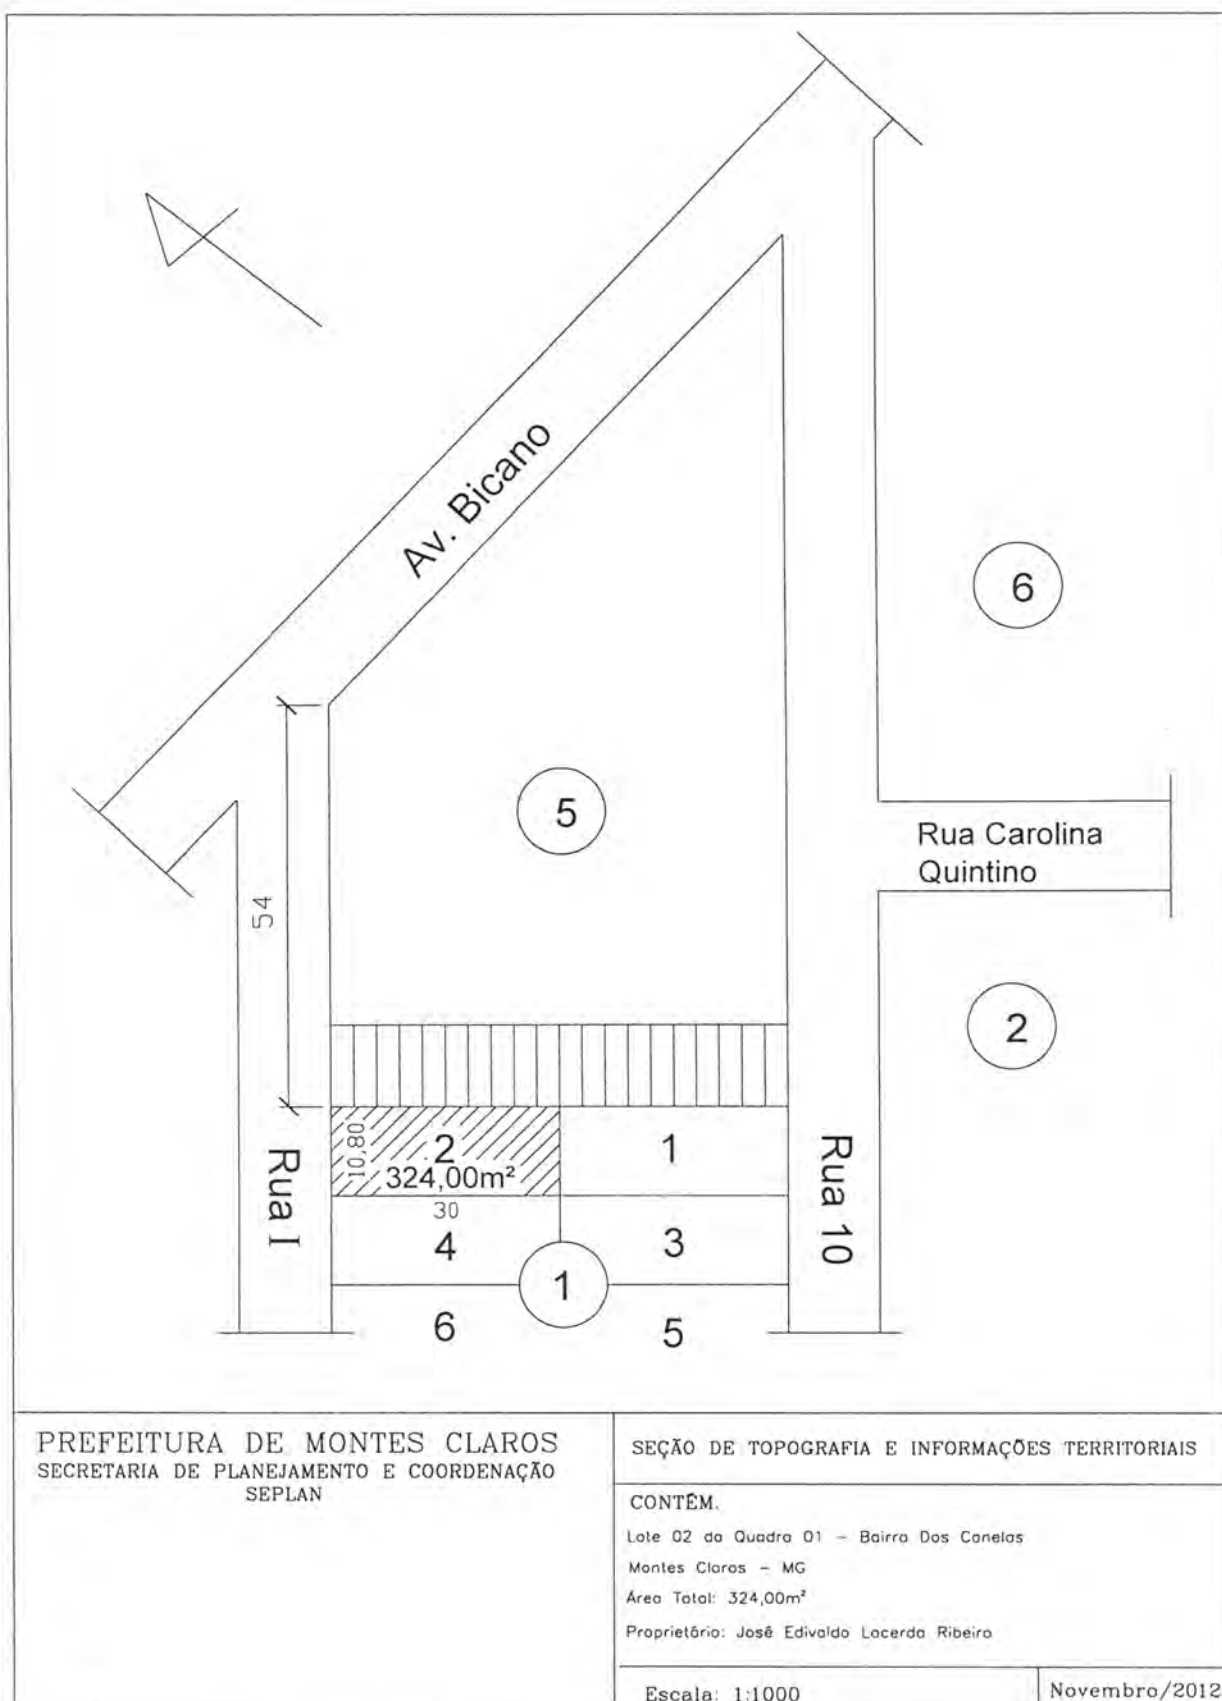 Av. Bicano
6
5
Rua Carolina
Quintino
54
2
10,80
2
324,00m²
1
Rua I
Rua 10
30
4
3
1
6
5
PREFEITURA DE MONTES CLAROS
SECRETARIA DE PLANEJAMENTO E COORDENAÇÃO
SEPLAN
SEÇÃO DE TOPOGRAFIA E INFORMAÇÕES TERRITORIAIS
CONTÉM.
Lote 02 da Quadra 01 - Bairro Dos Canelas
Montes Claros - MG
Área Total: 324,00m²
Proprietário: José Edivaldo Lacerda Ribeiro
Escala: 1:1000
Novembro/2012